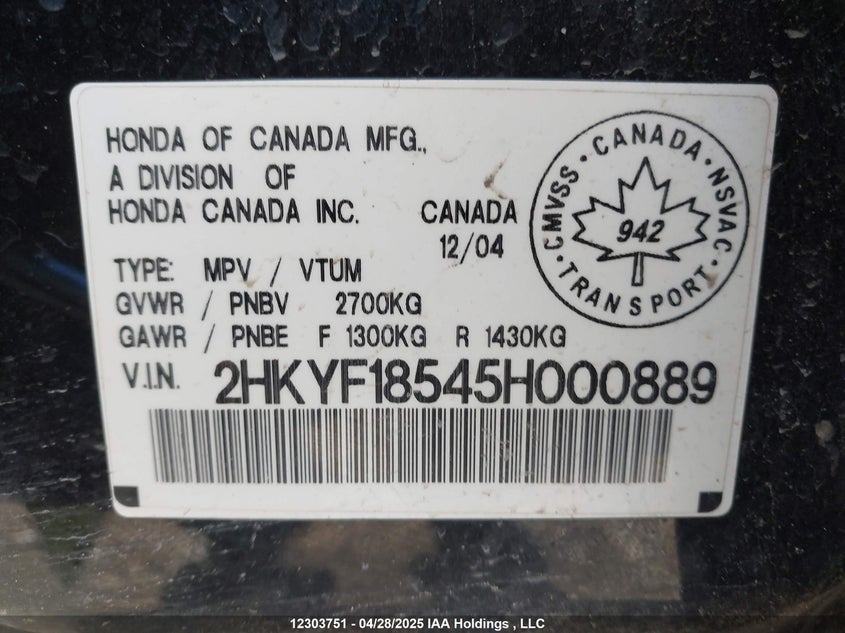 HONDA OF CANADA MFG.,
A DIVISION OF
HONDA CANADA INC. CANADA
12/04
TYPE: MPV / VTUM
GVWR / PNBV 2700KG
GAWR / PNBE F 1300KG R 1430KG
V.I.N. 2HKYF18545H000889
CMVSS · CANADA · NSVAC · TRANSPORT ·
942
12303751 - 04/28/2025 IAA Holdings , LLC